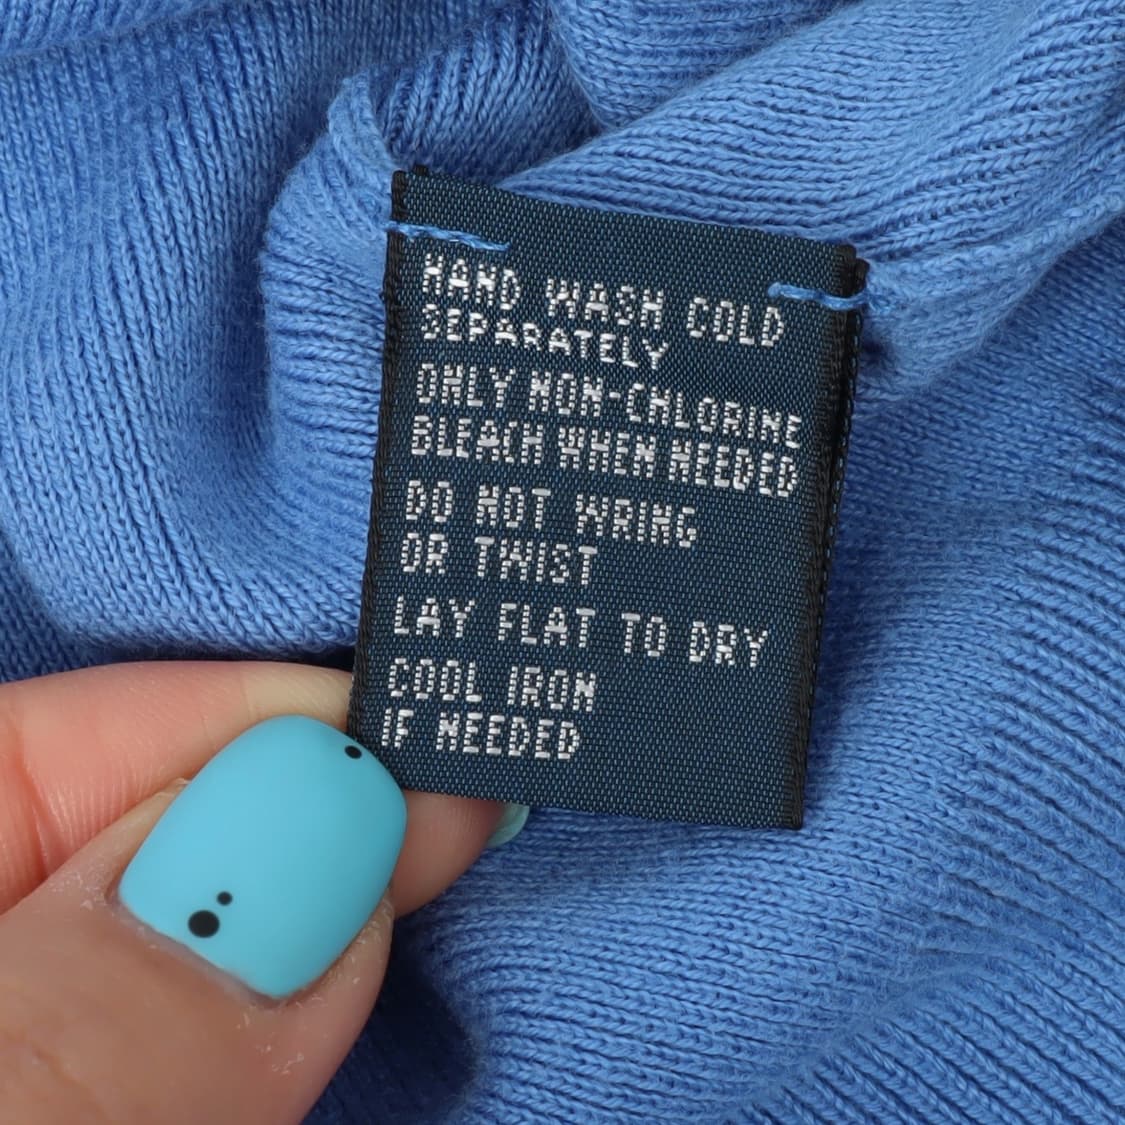 HAND WASH COLD
SEPARATELY
ONLY NON-CHLORINE
BLEACH WHEN NEEDED
DO NOT WRING
OR TWIST
LAY FLAT TO DRY
COOL IRON
IF NEEDED